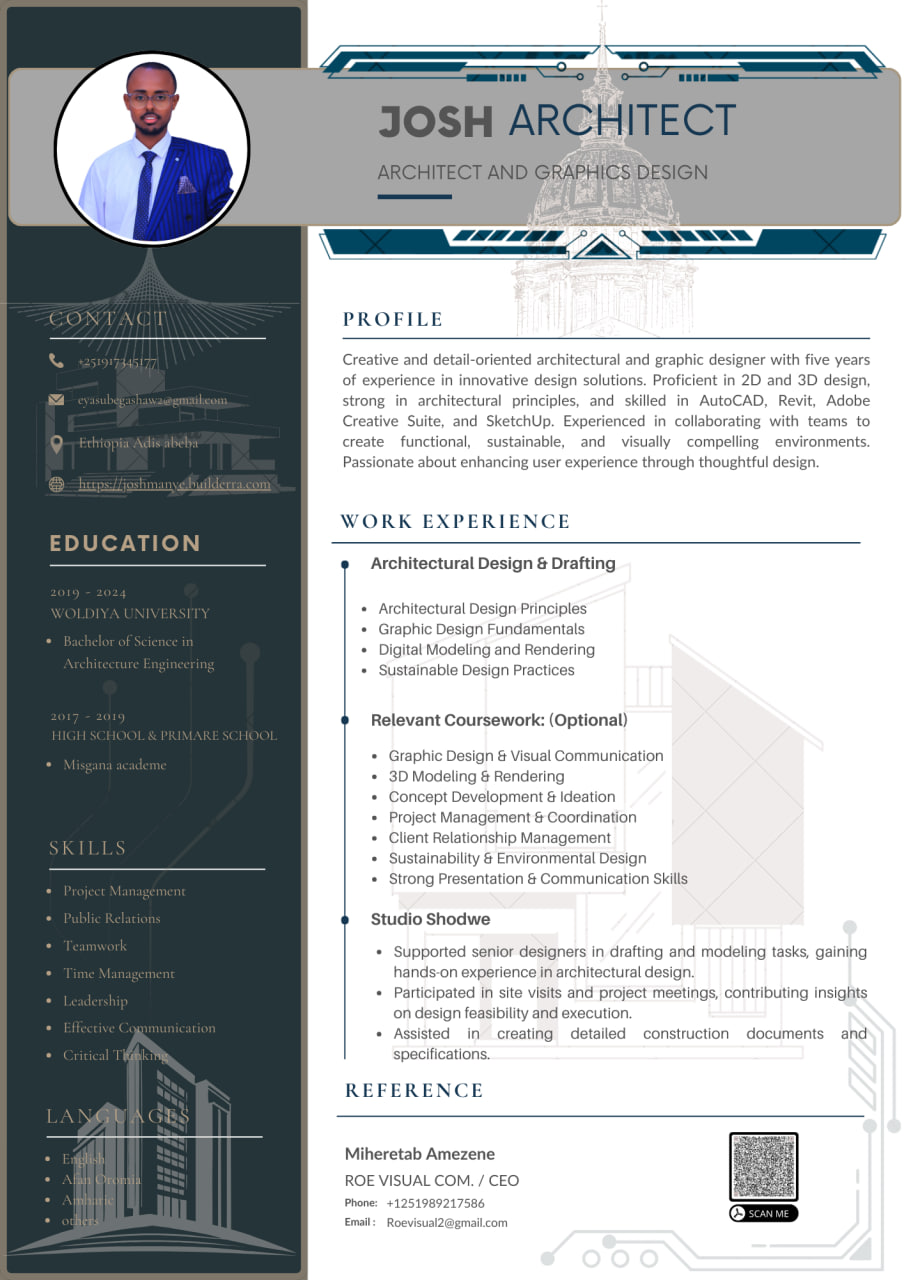 JOSH ARCHITECT
ARCHITECT AND GRAPHICS DESIGN
CONTACT
+251917345177
eyasubegashaw2@gmail.com
Ethiopia Adis abeba
https://joshmanye.builderra.com
EDUCATION
2019 - 2024
WOLDIYA UNIVERSITY
Bachelor of Science in
Architecture Engineering
2017 - 2019
HIGH SCHOOL & PRIMARE SCHOOL
Misgana academe
SKILLS
Project Management
Public Relations
Teamwork
Time Management
Leadership
Effective Communication
Critical Thinking
LANGUAGES
English
Afan Oromia
Amharic
others
PROFILE
Creative and detail-oriented architectural and graphic designer with five years
of experience in innovative design solutions. Proficient in 2D and 3D design,
strong in architectural principles, and skilled in AutoCAD, Revit, Adobe
Creative Suite, and SketchUp. Experienced in collaborating with teams to
create functional, sustainable, and visually compelling environments.
Passionate about enhancing user experience through thoughtful design.
WORK EXPERIENCE
Architectural Design & Drafting
Architectural Design Principles
Graphic Design Fundamentals
Digital Modeling and Rendering
Sustainable Design Practices
Relevant Coursework: (Optional)
Graphic Design & Visual Communication
3D Modeling & Rendering
Concept Development & Ideation
Project Management & Coordination
Client Relationship Management
Sustainability & Environmental Design
Strong Presentation & Communication Skills
Studio Shodwe
Supported senior designers in drafting and modeling tasks, gaining
hands-on experience in architectural design.
Participated in site visits and project meetings, contributing insights
on design feasibility and execution.
Assisted in creating detailed construction documents and
specifications.
REFERENCE
Miheretab Amezene
ROE VISUAL COM. / CEO
Phone: +1251989217586
Email : Roevisual2@gmail.com
SCAN ME